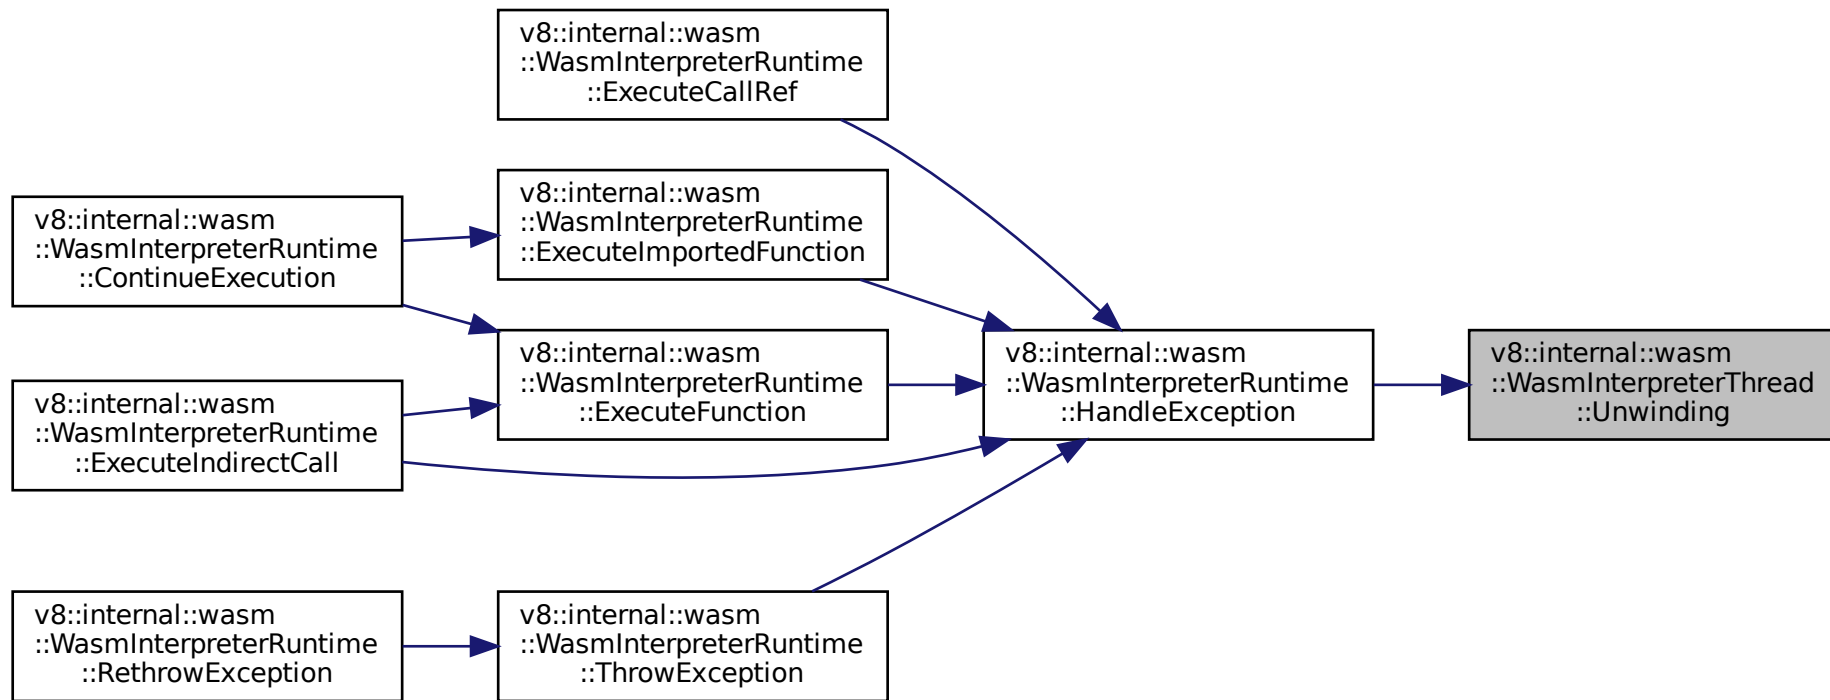 v8::internal::wasm
::WasmInterpreterRuntime
::ExecuteCallRef
v8::internal::wasm
::WasmInterpreterRuntime
::ExecuteImportedFunction
v8::internal::wasm
::WasmInterpreterRuntime
::ContinueExecution
v8::internal::wasm
::WasmInterpreterRuntime
::ExecuteFunction
v8::internal::wasm
::WasmInterpreterRuntime
::HandleException
v8::internal::wasm
::WasmInterpreterThread
::Unwinding
v8::internal::wasm
::WasmInterpreterRuntime
::ExecuteIndirectCall
v8::internal::wasm
::WasmInterpreterRuntime
::RethrowException
v8::internal::wasm
::WasmInterpreterRuntime
::ThrowException